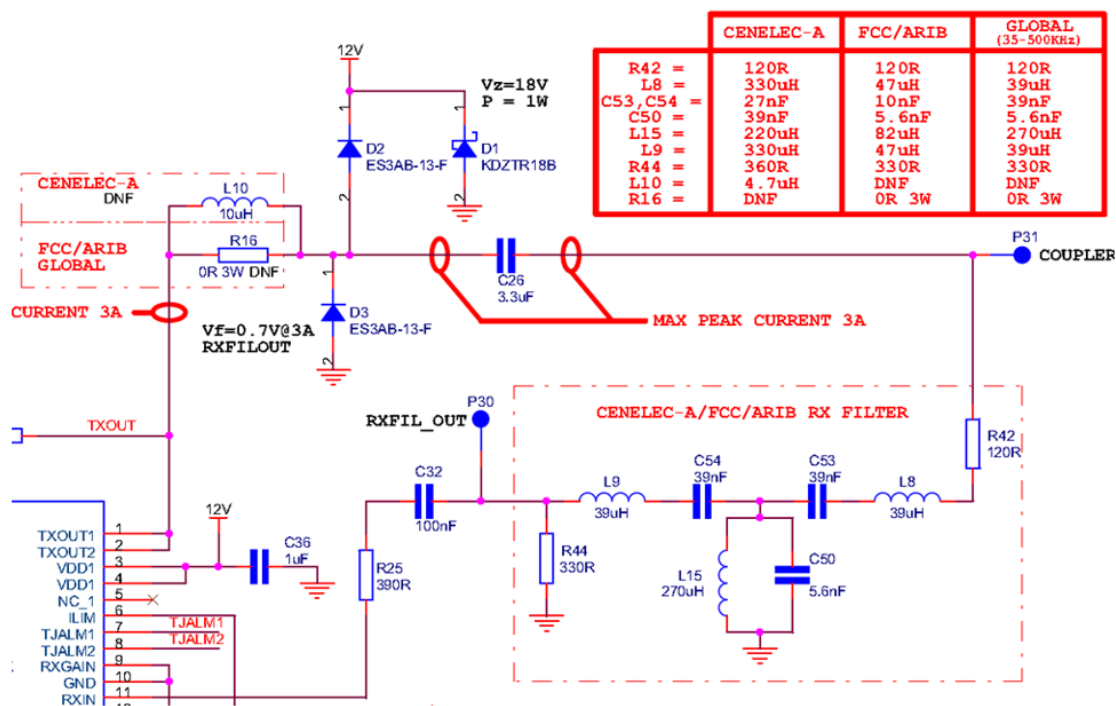 CENELEC-A FCC/ARIB GLOBAL
(35-500KHz)
R42 = 120R 120R 120R
L8 = 330uH 47uH 39uH
C53,C54 = 27nF 10nF 39nF
C50 = 39nF 5.6nF 5.6nF
L15 = 220uH 82uH 270uH
L9 = 330uH 47uH 39uH
R44 = 360R 330R 330R
L10 = 4.7uH DNF DNF
R16 = DNF 0R 3W 0R 3W
12V
Vz=18V
P = 1W
1
2
D2
ES3AB-13-F
1
D1
KDZTR18B
CENELEC-A
DNF
L10
10uH
FCC/ARIB
GLOBAL
R16
0R 3W DNF
C26
3.3uF
P31
COUPLER
CURRENT 3A
MAX PEAK CURRENT 3A
1
2
D3
ES3AB-13-F
Vf=0.7V@3A
RXFILOUT
TXOUT
P30
RXFIL_OUT
CENELEC-A/FCC/ARIB RX FILTER
R42
120R
C32
100nF
L9
39uH
C54
39nF
C53
39nF
L8
39uH
R44
330R
L15
270uH
C50
5.6nF
R25
390R
12V
C36
1uF
TXOUT1 1
TXOUT2 2
VDD1 3
VDD1 4
NC_1 5
ILIM 6
TJALM1 7 TJALM1
TJALM2 8 TJALM2
RXGAIN 9
GND 10
RXIN 11